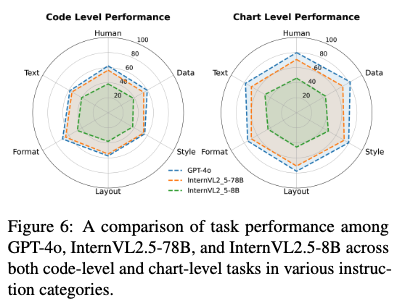 Code Level Performance
Chart Level Performance
Human
100
80
60
40
20
Text
Data
Format
Style
Layout
Human
100
80
60
40
20
Text
Data
Format
Style
Layout
GPT-4o
InternVL2_5-78B
InternVL2_5-8B
Figure 6: A comparison of task performance among
GPT-4o, InternVL2.5-78B, and InternVL2.5-8B across
both code-level and chart-level tasks in various instruc-
tion categories.